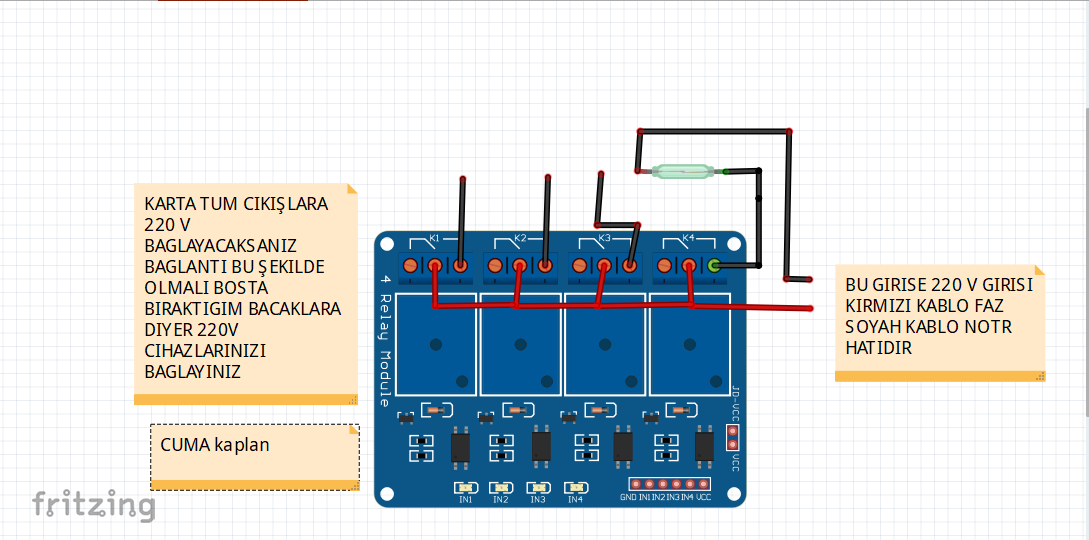 KARTA TUM CIKIŞLARA
220 V
BAGLAYACAKSANIZ
BAGLANTI BU ŞEKILDE
OLMALI BOSTA
BIRAKTIGIM BACAKLARA
DIYER 220V
CIHAZLARINIZI
BAGLAYINIZ
CUMA kaplan
fritzing
K1 K2 K3 K4
4 Relay Module
JD-VCC
VCC
IN1 IN2 IN3 IN4
GND IN1 IN2 IN3 IN4 VCC
BU GIRISE 220 V GIRISI
KIRMIZI KABLO FAZ
SOYAH KABLO NOTR
HATIDIR